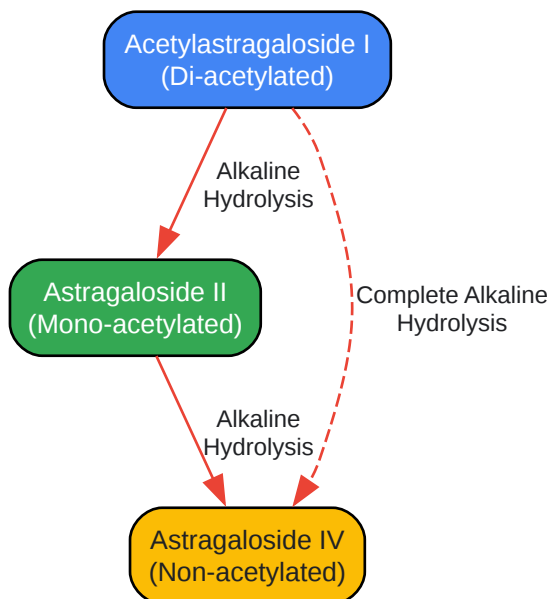 Acetylastragaloside I
(Di-acetylated)
Alkaline
Hydrolysis
Astragaloside II
(Mono-acetylated)
Complete Alkaline
Hydrolysis
Alkaline
Hydrolysis
Astragaloside IV
(Non-acetylated)